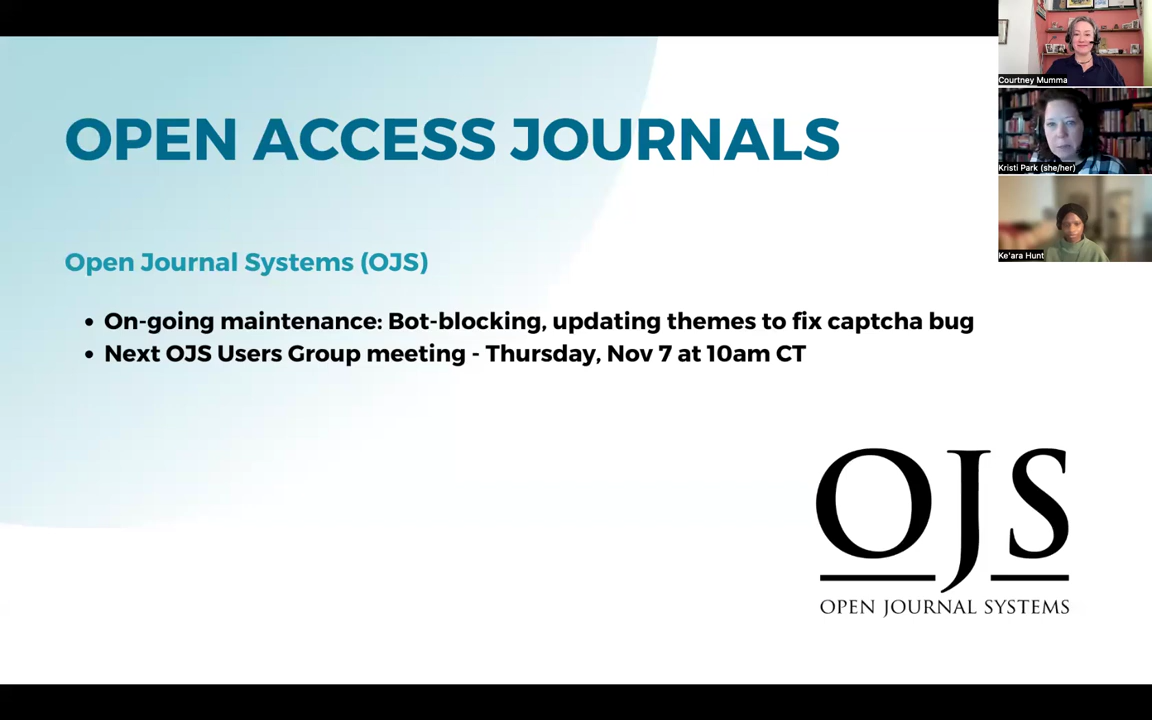 OPEN ACCESS JOURNALS
Open Journal Systems (OJS)
• On-going maintenance: Bot-blocking, updating themes to fix captcha bug
• Next OJS Users Group meeting - Thursday, Nov 7 at 10am CT
OJS
OPEN JOURNAL SYSTEMS
Courtney Mumma
Kristi Park (she/her)
Ke'ara Hunt